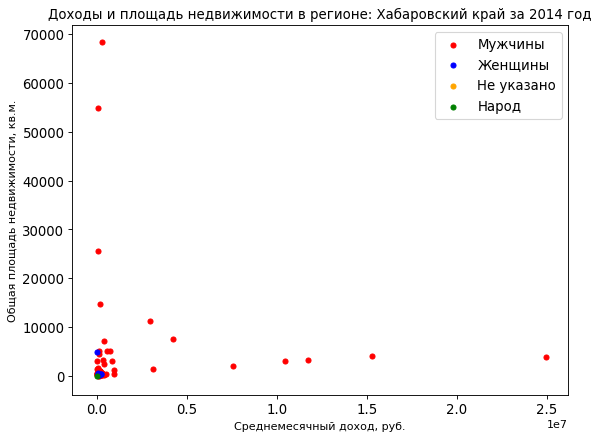 Доходы и площадь недвижимости в регионе: Хабаровский край за 2014 год
Общая площадь недвижимости, кв.м.
70000
60000
50000
40000
30000
20000
10000
0
Мужчины
Женщины
Не указано
Народ
0.0
0.5
1.0
1.5
2.0
2.5
1e7
Среднемесячный доход, руб.